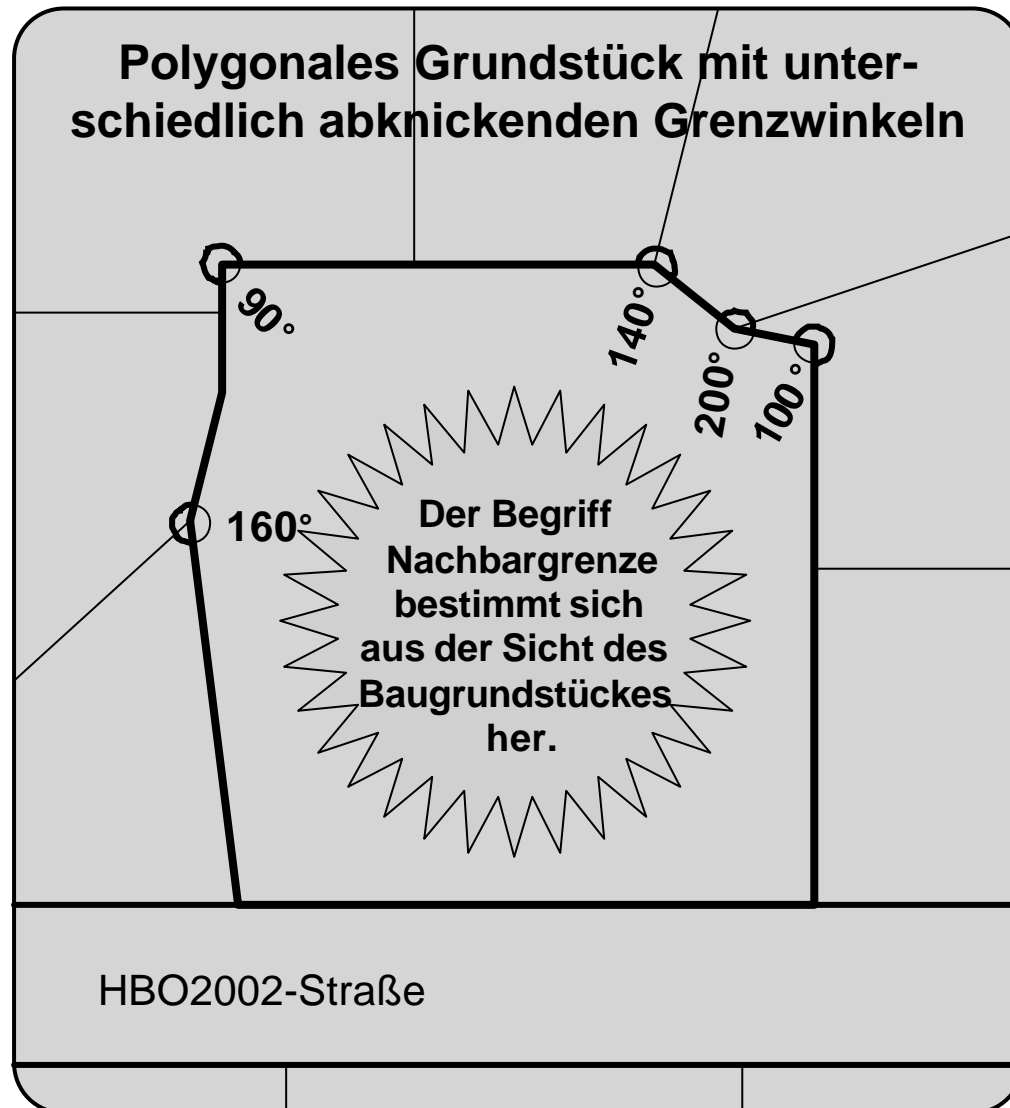 Polygonales Grundstück mit unter-
schiedlich abknickenden Grenzwinkeln
90°
140°
200°
100°
160°
Der Begriff
Nachbargrenze
bestimmt sich
aus der Sicht des
Baugrundstückes
her.
HBO2002-Straße